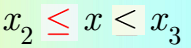 x₂ ≤ x < x₃